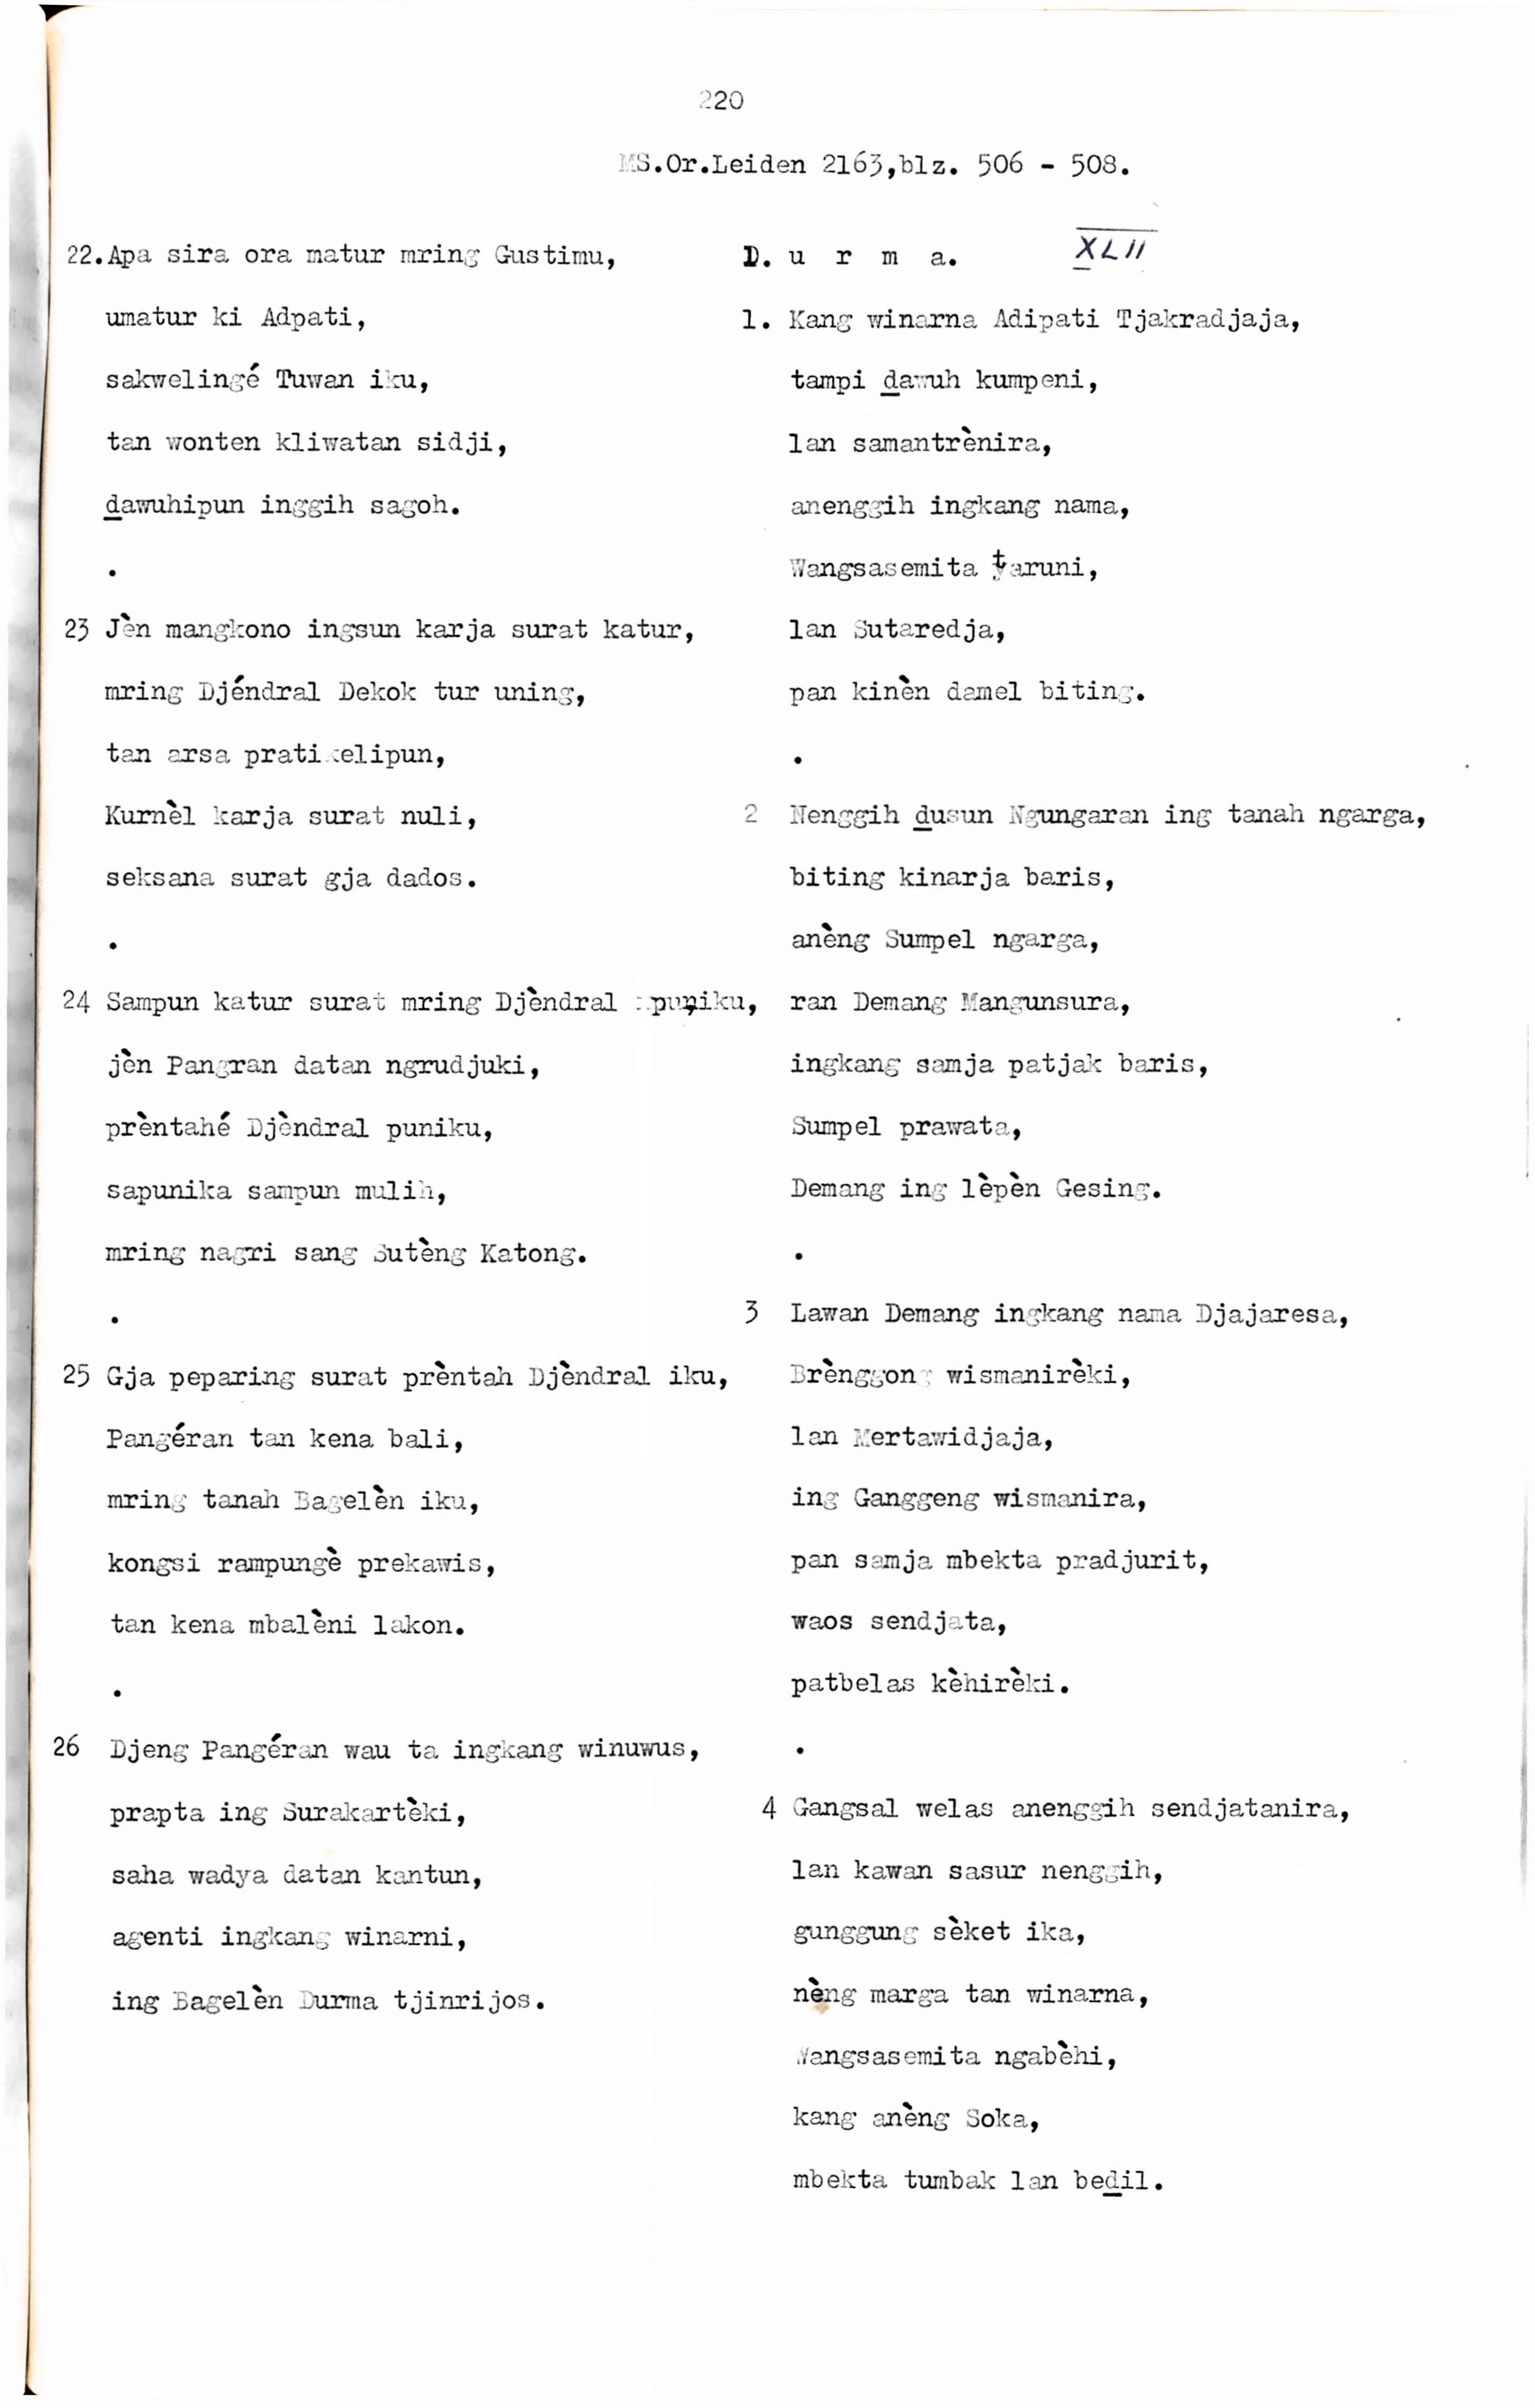 220
MS.Or.Leiden 2163,blz. 506 - 508.
22.Apa sira ora matur mring Gustimu,
umatur ki Adpati,
sakwelingé Tuwan iku,
tan wonten kliwatan sidji,
dawuhipun inggih sagoh.
.
23 Jèn mangkono ingsun karja surat katur,
mring Djéndral Dekok tur uning,
tan arsa pratikelipun,
Kurnèl karja surat nuli,
seksana surat gja dados.
.
24 Sampun katur surat mring Djèndral puniku,
jèn Pangran datan ngrudjuki,
prèntahé Djèndral puniku,
sapunika sampun mulih,
mring nagri sang Sutèng Katong.
.
25 Gja peparing surat prèntah Djèndral iku,
Pangéran tan kena bali,
mring tanah Bagelèn iku,
kongsi rampungè prekawis,
tan kena mbalèni lakon.
.
26 Djeng Pangéran wau ta ingkang winuwus,
prapta ing Surakartèki,
saha wadya datan kantun,
agenti ingkang winarni,
ing Bagelèn Durma tjinrijos.
D. u r m a. XLII
1. Kang winarna Adipati Tjakradjaja,
tampi dawuh kumpeni,
lan samantrènira,
anenggih ingkang nama,
Wangsasemita taruni,
lan Sutaredja,
pan kinèn damel biting.
.
2 Nenggih dusun Ngungaran ing tanah ngarga,
biting kinarja baris,
anèng Sumpel ngarga,
ran Demang Mangunsura,
ingkang samja patjak baris,
Sumpel prawata,
Demang ing lèpèn Gesing.
.
3 Lawan Demang ingkang nama Djajaresa,
Brènggong wismanirèki,
lan Mertawidjaja,
ing Ganggeng wismanira,
pan samja mbekta pradjurit,
waos sendjata,
patbelas kèhirèki.
.
4 Gangsal welas anenggih sendjatanira,
lan kawan sasur nenggih,
gunggung sèket ika,
nèng marga tan winarna,
Wangsasemita ngabèhi,
kang anèng Soka,
mbekta tumbak lan bedil.